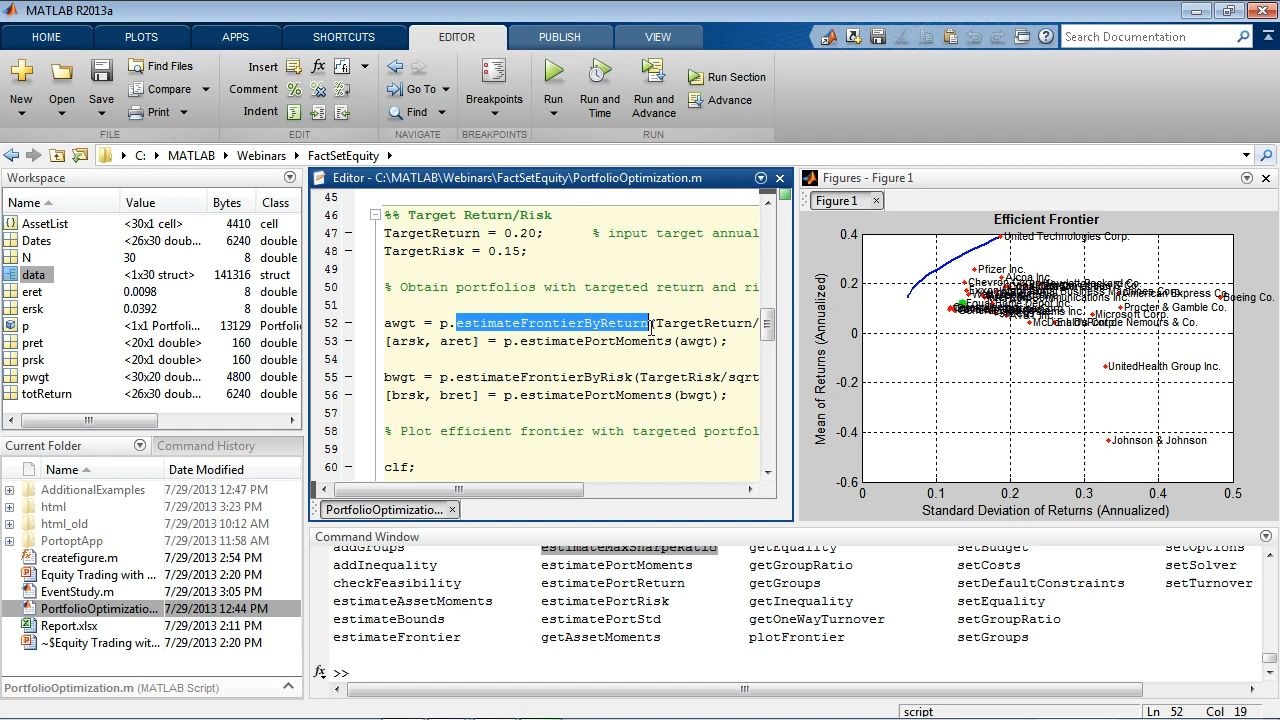 MATLAB R2013a
HOME PLOTS APPS SHORTCUTS EDITOR PUBLISH VIEW Search Documentation
New Open Save Find Files Compare Print
Insert fx Comment Indent
Go To Find
Breakpoints
Run Run and Time Run and Advance Run Section Advance
FILE EDIT NAVIGATE BREAKPOINTS RUN
C: MATLAB Webinars FactSetEquity
Workspace
Name Value Bytes Class
AssetList <30x1 cell> 4410 cell
Dates <26x30 doub... 6240 double
N 30 8 double
data <1x30 struct> 141316 struct
eret 0.0098 8 double
ersk 0.0392 8 double
p <1x1 Portfoli... 13129 Portfolio
pret <20x1 doubl... 160 double
prsk <20x1 doubl... 160 double
pwgt <30x20 doub... 4800 double
totReturn <26x30 doub... 6240 double
Current Folder Command History
Name Date Modified
AdditionalExamples 7/29/2013 12:47 PM
html 7/29/2013 3:23 PM
html_old 7/29/2013 10:12 AM
PortoptApp 7/29/2013 11:58 AM
createfigure.m 7/29/2013 2:54 PM
Equity Trading with ... 7/29/2013 2:20 PM
EventStudy.m 7/29/2013 3:05 PM
PortfolioOptimizatio... 7/29/2013 12:44 PM
Report.xlsx 7/29/2013 2:11 PM
~$Equity Trading wit... 7/29/2013 2:20 PM
PortfolioOptimization.m (MATLAB Script)
Editor - C:\MATLAB\Webinars\FactSetEquity\PortfolioOptimization.m
45
46 %% Target Return/Risk
47 TargetReturn = 0.20; % input target annual
48 TargetRisk = 0.15;
49
50 % Obtain portfolios with targeted return and ri
51
52 awgt = p.estimateFrontierByReturn(TargetReturn/
53 [arsk, aret] = p.estimatePortMoments(awgt);
54
55 bwgt = p.estimateFrontierByRisk(TargetRisk/sqrt
56 [brsk, bret] = p.estimatePortMoments(bwgt);
57
58 % Plot efficient frontier with targeted portfol
59
60 clf;
PortfolioOptimizatio...
Figures - Figure 1
Figure 1
Efficient Frontier
Mean of Returns (Annualized)
0.4
0.2
0
-0.2
-0.4
-0.6
United Technologies Corp.
Pfizer Inc.
Alcoa Inc.
Boeing Co.
Procter & Gamble Co.
Microsoft Corp.
UnitedHealth Group Inc.
Johnson & Johnson
0 0.1 0.2 0.3 0.4 0.5
Standard Deviation of Returns (Annualized)
Command Window
addGroups estimateMaxSharpeRatio getEquality setBudget setOptions
addInequality estimatePortMoments getGroupRatio setCosts setSolver
checkFeasibility estimatePortReturn getGroups setDefaultConstraints setTurnover
estimateAssetMoments estimatePortRisk getInequality setEquality
estimateBounds estimatePortStd getOneWayTurnover setGroupRatio
estimateFrontier getAssetMoments plotFrontier setGroups
fx >>
script Ln 52 Col 19